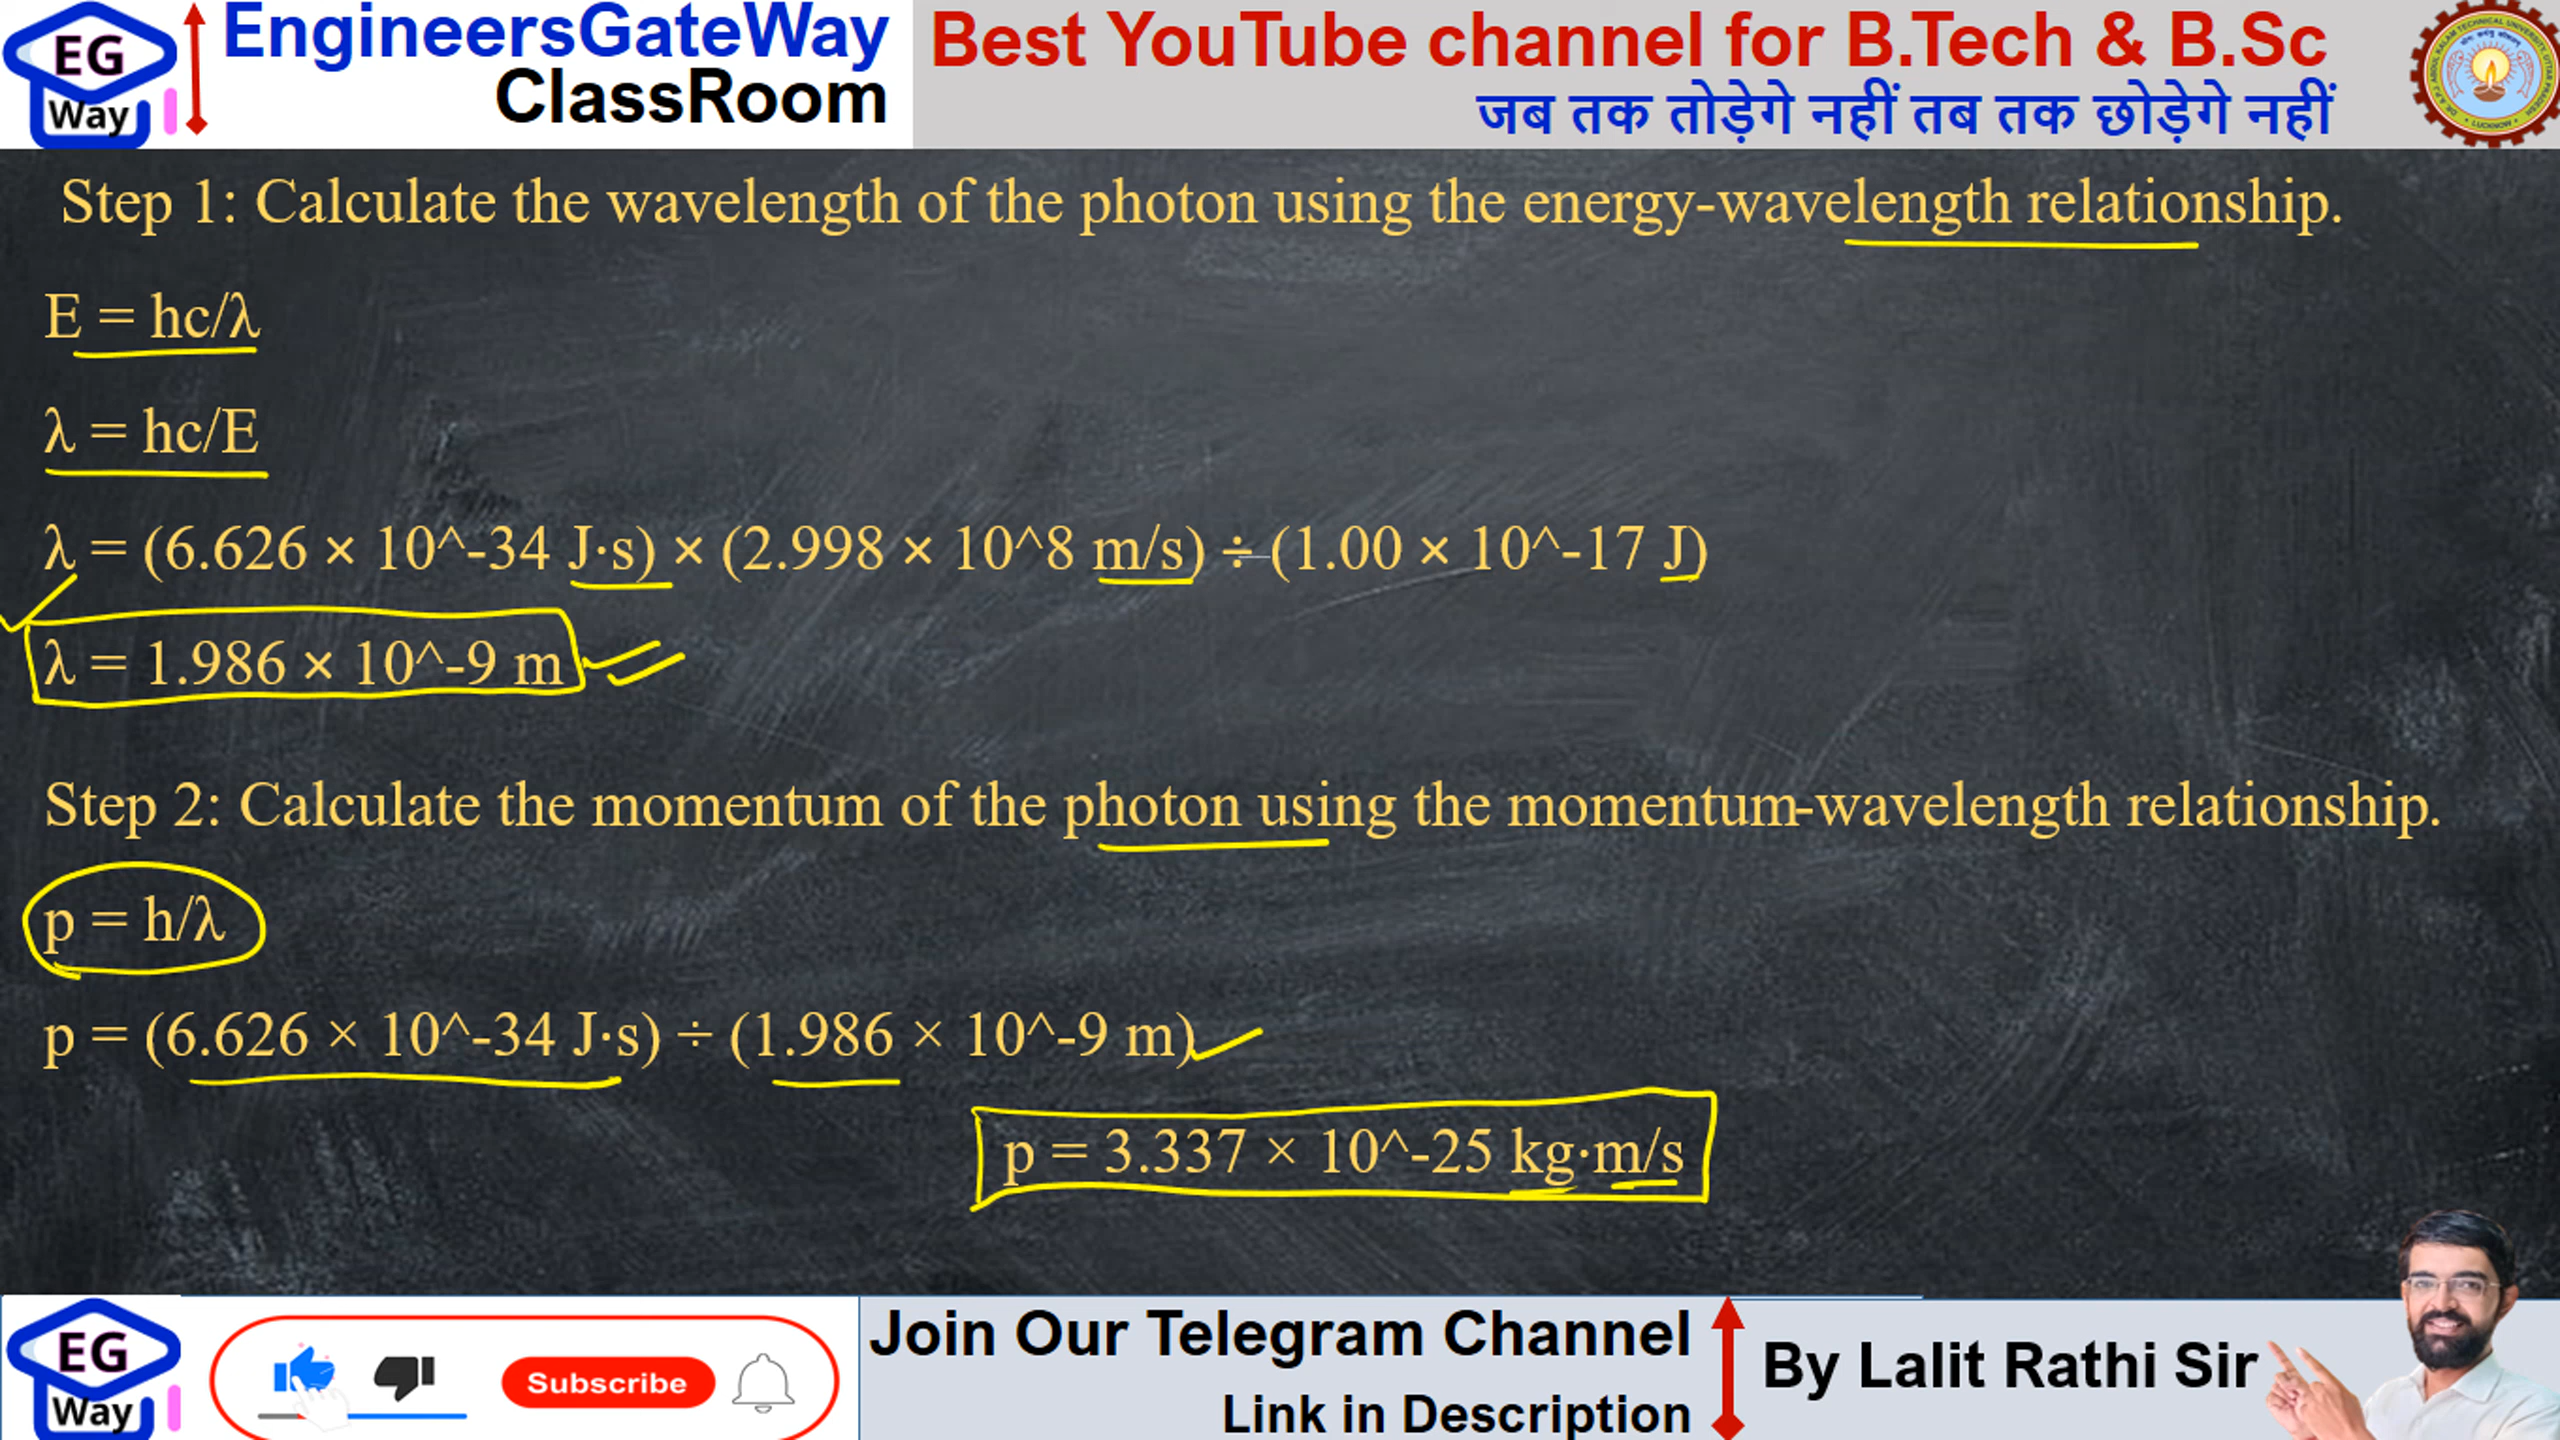 EG
Way
EngineersGateWay
ClassRoom
Best YouTube channel for B.Tech & B.Sc
जब तक तोड़ेगे नहीं तब तक छोड़ेगे नहीं
Step 1: Calculate the wavelength of the photon using the energy-wavelength relationship.
E = hc/λ
λ = hc/E
λ = (6.626 × 10^-34 J·s) × (2.998 × 10^8 m/s) ÷ (1.00 × 10^-17 J)
λ = 1.986 × 10^-9 m
Step 2: Calculate the momentum of the photon using the momentum-wavelength relationship.
p = h/λ
p = (6.626 × 10^-34 J·s) ÷ (1.986 × 10^-9 m)
p = 3.337 × 10^-25 kg·m/s
EG
Way
Subscribe
Join Our Telegram Channel
Link in Description
By Lalit Rathi Sir